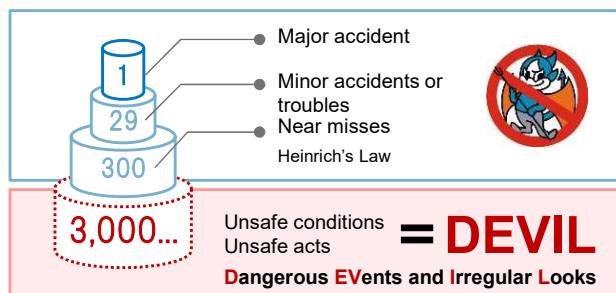 1
Major accident
29
Minor accidents or
troubles
300
Near misses
Heinrich's Law
3,000...
Unsafe conditions
Unsafe acts
= DEVIL
Dangerous EVents and Irregular Looks